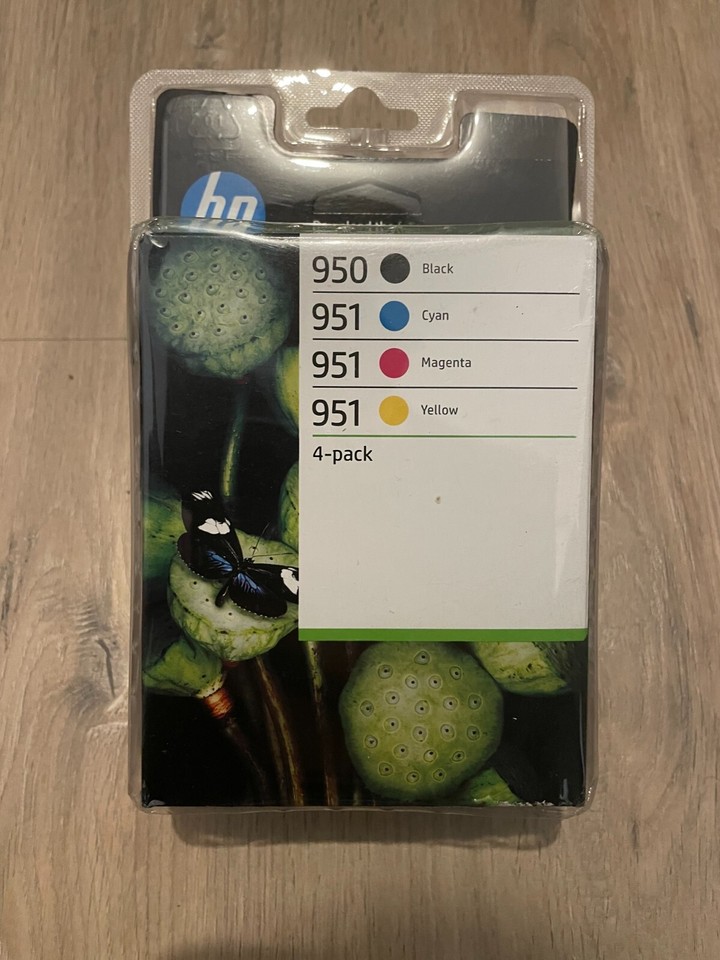 hp
950 Black
951 Cyan
951 Magenta
951 Yellow
4-pack